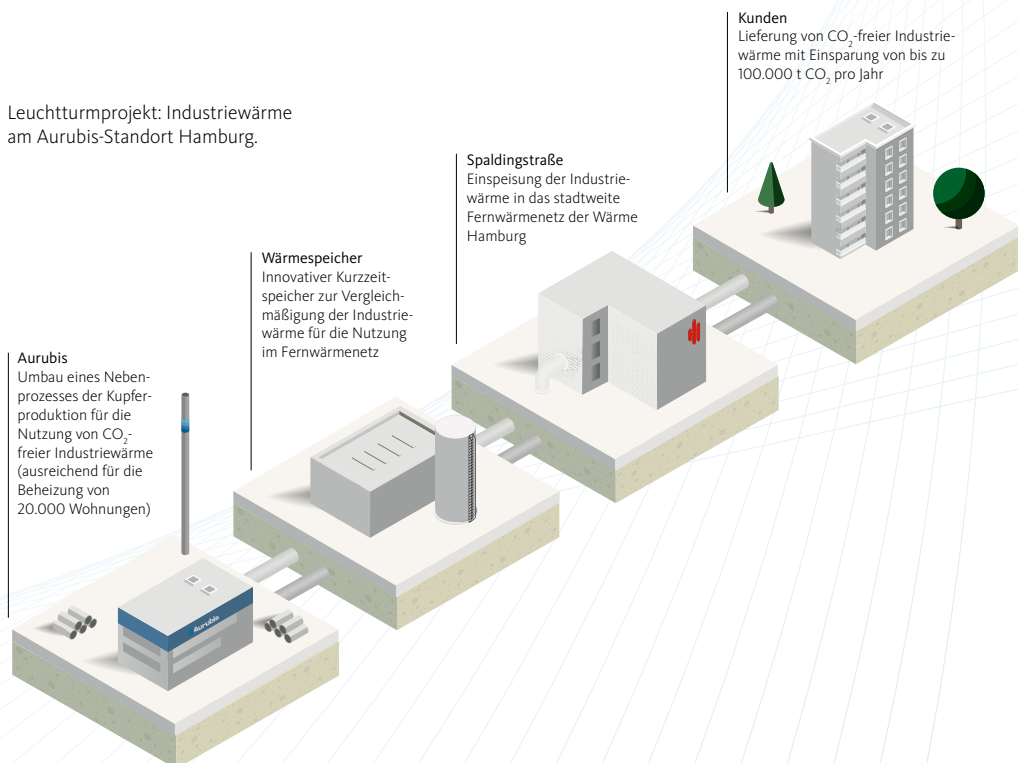 Leuchtturmprojekt: Industriewärme
am Aurubis-Standort Hamburg.
Aurubis
Umbau eines Neben-
prozesses der Kupfer-
produktion für die
Nutzung von CO₂-
freier Industriewärme
(ausreichend für die
Beheizung von
20.000 Wohnungen)
Wärmespeicher
Innovativer Kurzzeit-
speicher zur Vergleich-
mäßigung der Industrie-
wärme für die Nutzung
im Fernwärmenetz
Spaldingstraße
Einspeisung der Industrie-
wärme in das stadtweite
Fernwärmenetz der Wärme
Hamburg
Kunden
Lieferung von CO₂-freier Industrie-
wärme mit Einsparung von bis zu
100.000 t CO₂ pro Jahr
Aurubis